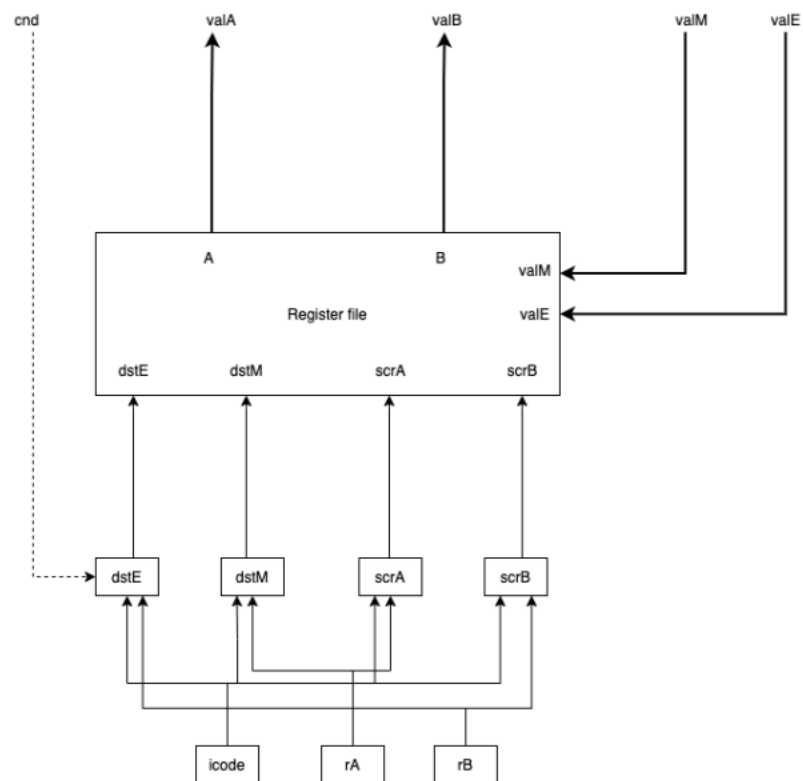 cnd valA valB valM valE
A B
valM
Register file valE
dstE dstM scrA scrB
dstE dstM scrA scrB
icode rA rB